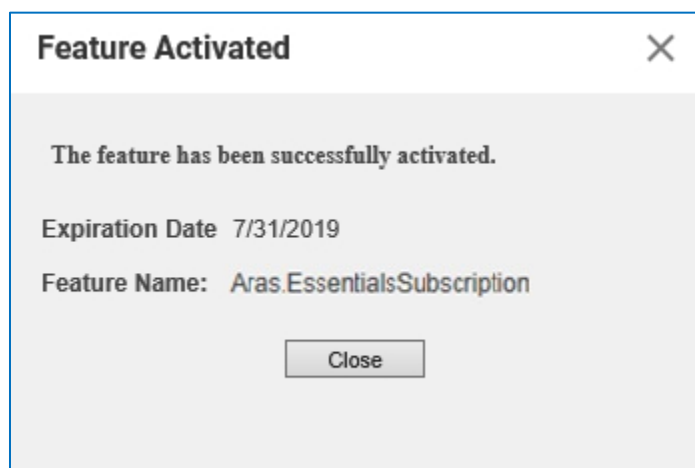 Feature Activated
The feature has been successfully activated.
Expiration Date 7/31/2019
Feature Name: Aras.EssentialsSubscription
Close